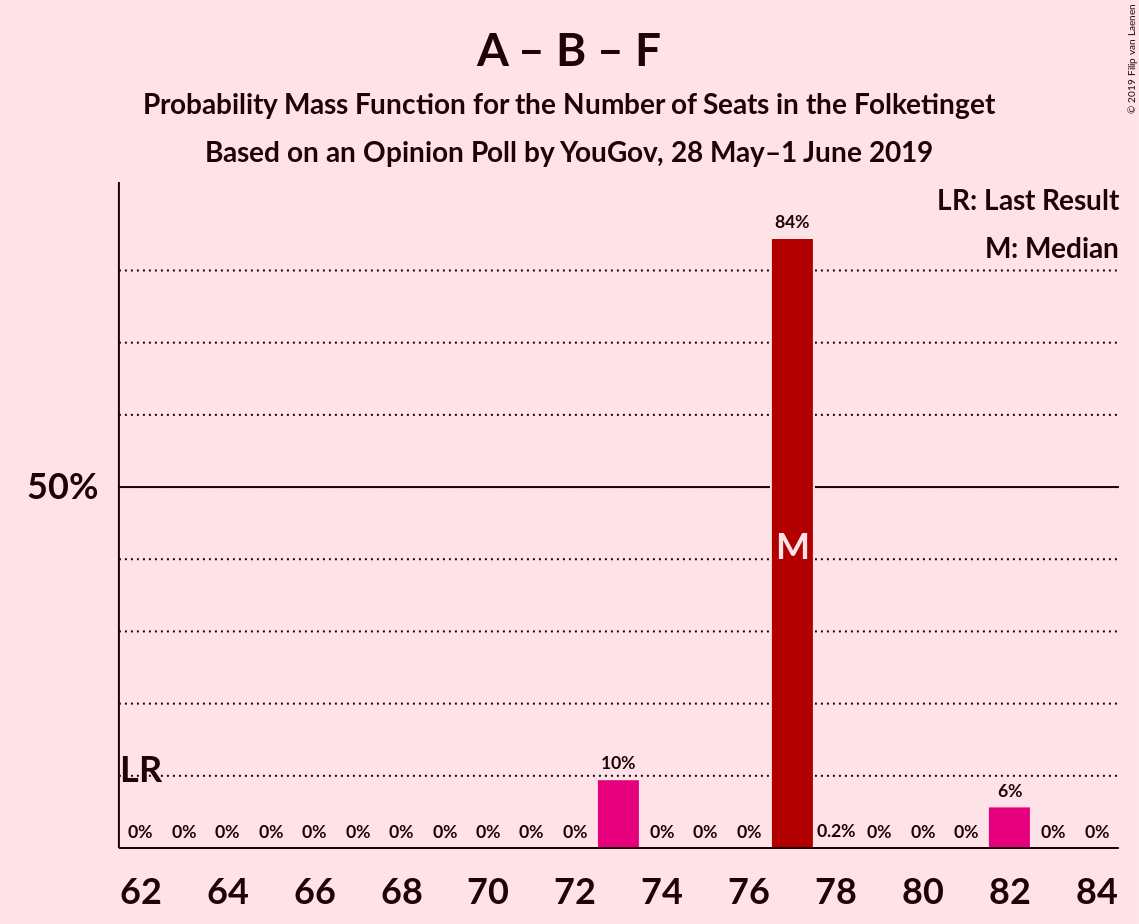 A – B – F
Probability Mass Function for the Number of Seats in the Folketinget
Based on an Opinion Poll by YouGov, 28 May–1 June 2019
© 2019 Filip van Laenen
LR: Last Result
M: Median
84%
50%
M
LR
10%
6%
0% 0% 0% 0% 0% 0% 0% 0% 0% 0% 0% 0% 0% 0% 0.2% 0% 0% 0% 0% 0%
62 64 66 68 70 72 74 76 78 80 82 84